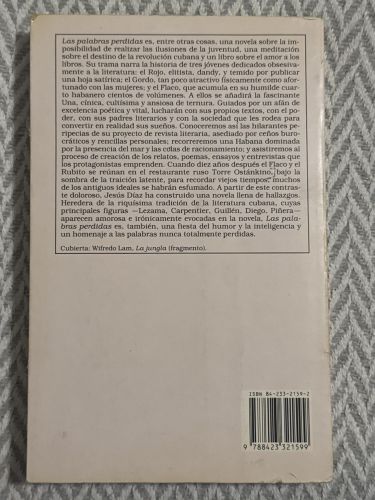 Las palabras perdidas es, entre otras cosas, una novela sobre la im-
posibilidad de realizar las ilusiones de la juventud, una meditación
sobre el destino de la revolución cubana y un libro sobre el amor a los
libros. Su trama narra la historia de tres jóvenes dedicados obsesiva-
mente a la literatura: el Rojo, elitista, dandy, y temido por publicar
una hoja satírica; el Gordo, tan poco atractivo físicamente como afor-
tunado con las mujeres; y el Flaco, que acumula en su humilde cuar-
to habanero cientos de volúmenes. A ellos se añadirá la fascinante
Una, cínica, cultísima y ansiosa de ternura. Guiados por un afán de
excelencia poética y vital, lucharán con sus propios textos, con el po-
der, con sus padres literarios y con la sociedad que les rodea para
convertir en realidad sus sueños. Conoceremos así las hilarantes pe-
ripecias de su proyecto de revista literaria, asediado por ceños buro-
cráticos y rencillas personales; recorreremos una Habana dominada
por la presencia del mar y las colas de racionamiento; y asistiremos al
proceso de creación de los relatos, poemas, ensayos y entrevistas que
los protagonistas emprenden. Cuando diez años después el Flaco y el
Rubito se reúnan en el restaurante ruso Torre Ostánkino, bajo
la sombra de la traición latente, para recordar viejos tiempos, muchos
de los antiguos ideales se habrán esfumado. A partir de este contras-
te doloroso, Jesús Díaz ha construido una novela llena de hallazgos.
Heredera de la riquísima tradición de la literatura cubana, cuyas
principales figuras —Lezama, Carpentier, Guillén, Diego, Piñera—
aparecen amorosa e irónicamente evocadas en la novela, Las pala-
bras perdidas es, también, una fiesta del humor y la inteligencia y
un homenaje a las palabras nunca totalmente perdidas.
Cubierta: Wifredo Lam, La jungla (fragmento).
ISBN 84-233-2159-2
9 788423 321599